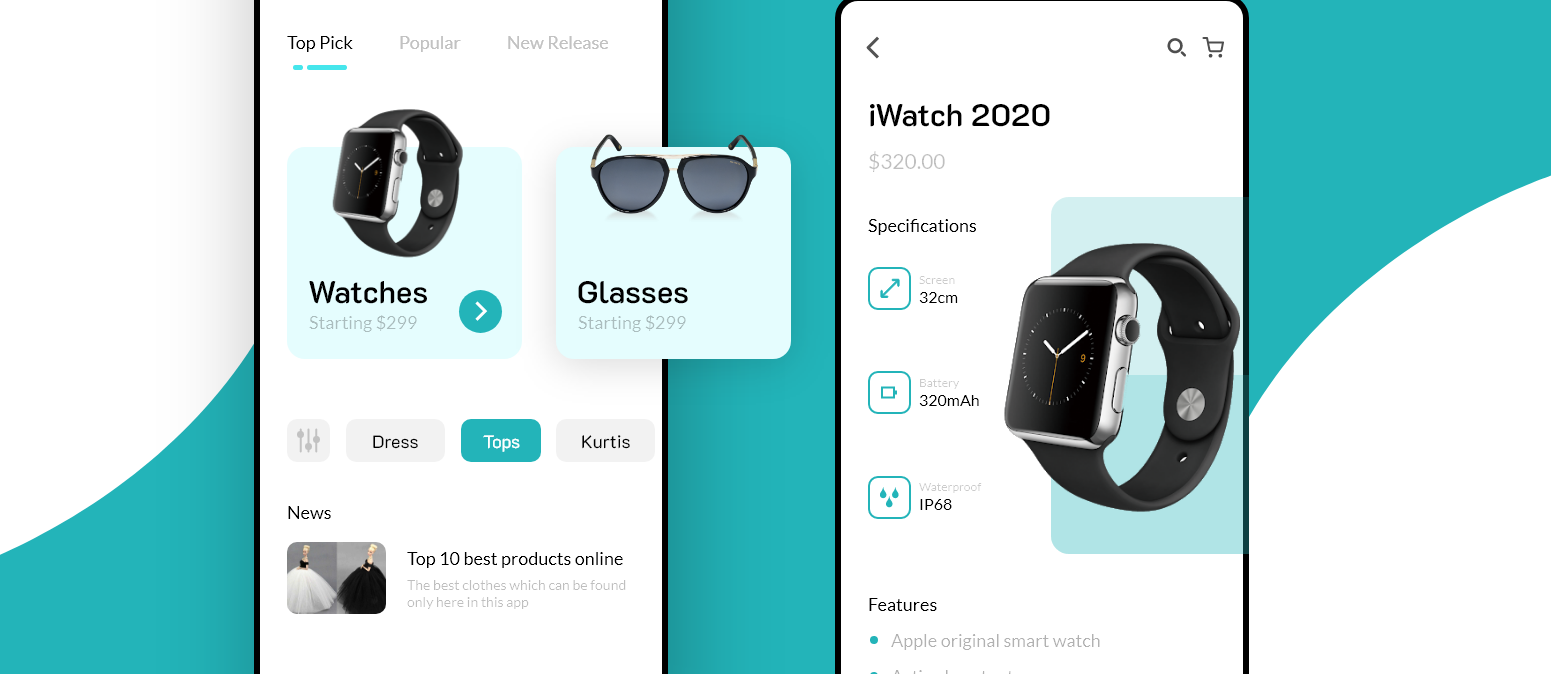 Top Pick
Popular
New Release
Watches
Starting $299
Glasses
Starting $299
Dress
Tops
Kurtis
News
Top 10 best products online
The best clothes which can be found
only here in this app
iWatch 2020
$320.00
Specifications
Screen
32cm
Battery
320mAh
Waterproof
IP68
9
Features
Apple original smart watch